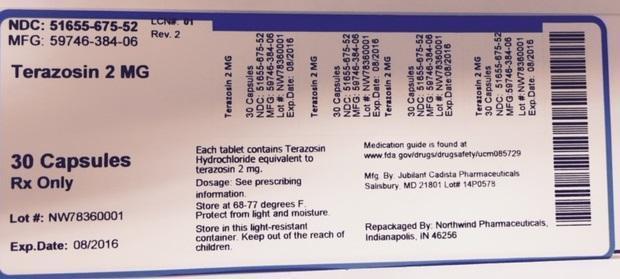 NDC: 51655-675-52
MFG: 59746-384-06
LCN#: 01
Rev. 2
Terazosin 2 MG
30 Capsules
Rx Only
Lot #: NW78360001
Exp.Date: 08/2016
Terazosin 2 MG
30 Capsules
NDC: 51655-675-52
MFG: 59746-384-06
Lot #: NW78360001
Exp.Date: 08/2016
Terazosin 2 MG
30 Capsules
NDC: 51655-675-52
MFG: 59746-384-06
Lot #: NW78360001
Exp.Date: 08/2016
Terazosin 2 MG
30 Capsules
NDC: 51655-675-52
MFG: 59746-384-06
Lot #: NW78360001
Exp.Date 08/2016
Terazosin 2 MG
30 Capsules
NDC: 51655-675-52
MFG: 59746-384-06
Lot #: NW78360001
Exp.Date: 08/2016
Each tablet contains Terazosin
Hydrochloride equivalent to
terazosin 2 mg.
Dosage: See prescribing
information.
Store at 68-77 degrees F.
Protect from light and moisture.
Store in this light-resistant
container. Keep out of the reach of
children.
Medication guide is found at
www.fda gov/drugs/drugsafety/ucm085729
Mfg. By: Jubilant Cadista Pharmaceuticals
Salisbury, MD 21801 Lot# 14P0578
Repackaged By: Northwind Pharmaceuticals,
Indianapolis, IN 46256